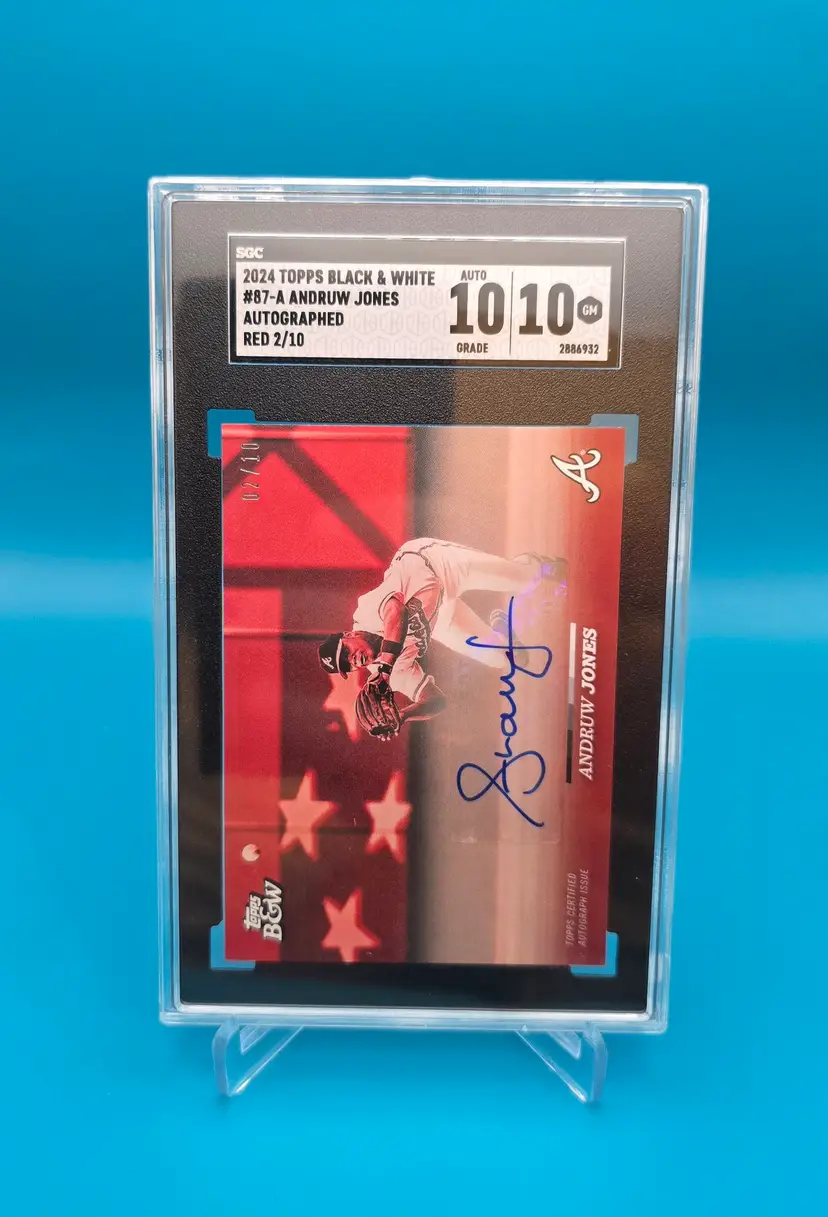 SGC
2024 TOPPS BLACK & WHITE
#87-A ANDRUW JONES
AUTOGRAPHED
RED 2/10
AUTO
10
GRADE
10
GM
2886932
02/10
A
A
ANDRUW JONES
TOPPS CERTIFIED
AUTOGRAPH ISSUE
Topps
B&W